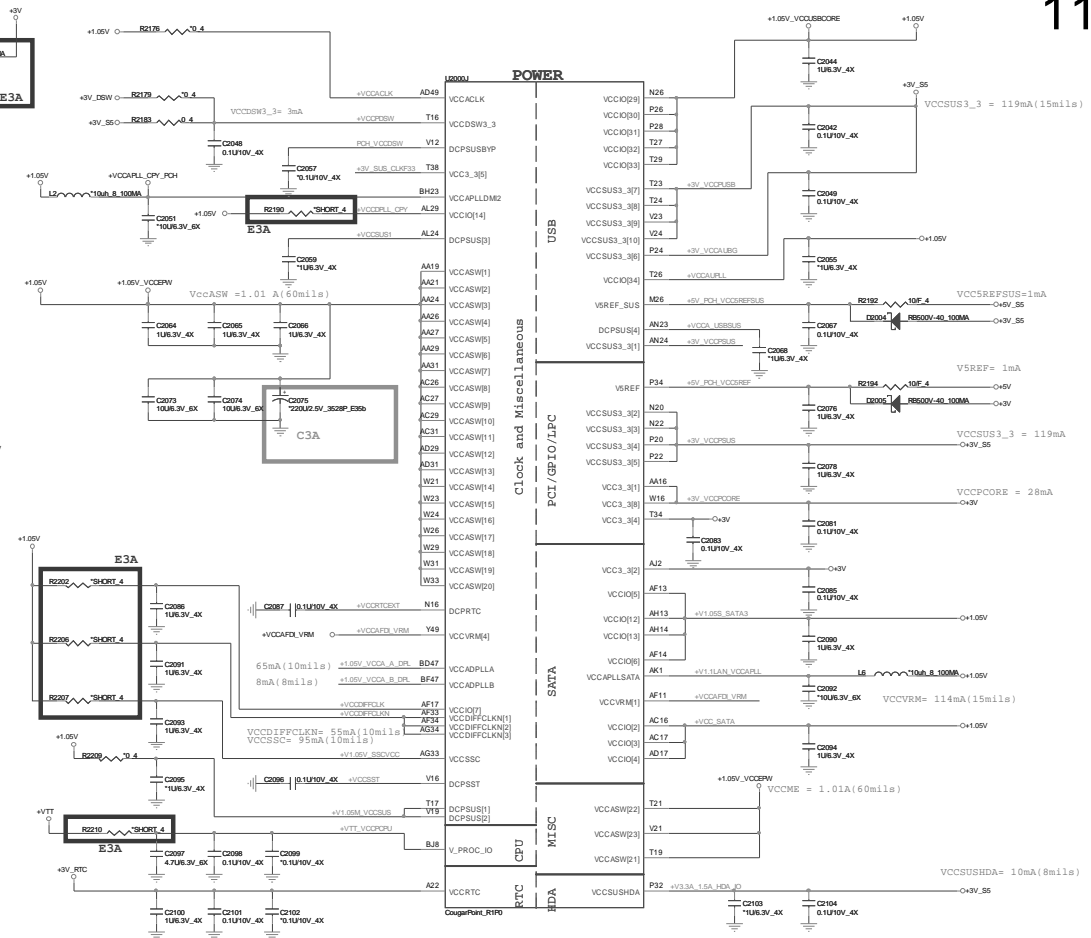 11
+3V
E3A
+1.05V
R2176
*0_4
+VCCACLK
AD49
VCCACLK
+3V_DSW
R2179
*0_4
VCCDSW3_3= 3mA
+3V_S5
R2183
0_4
+VCCPDSW
T16
VCCDSW3_3
C2048
0.1U/10V_4X
PCH_VCCDSW
V12
DCPSUSBYP
C2057
*0.1U/10V_4X
+3V_SUS_CLKF33
T38
VCC3_3[5]
+1.05V
+VCCAPLL_CPY_PCH
L2
*10uh_8_100MA
BH23
VCCAPLLDMI2
C2051
*10U/6.3V_6X
+1.05V
R2190
*SHORT_4
+VCCDPLL_CPY
AL29
VCCIO[14]
E3A
+VCCSUS1
AL24
DCPSUS[3]
C2059
*1U/6.3V_4X
+1.05V
+1.05V_VCCEPW
VccASW =1.01 A(60mils)
C2064
1U/6.3V_4X
C2065
1U/6.3V_4X
C2066
1U/6.3V_4X
C2073
10U/6.3V_6X
C2074
10U/6.3V_6X
C2075
*220U/2.5V_3528P_E35b
C3A
AA19
VCCASW[1]
AA21
VCCASW[2]
AA24
VCCASW[3]
AA26
VCCASW[4]
AA27
VCCASW[5]
AA29
VCCASW[6]
AA31
VCCASW[7]
AC26
VCCASW[8]
AC27
VCCASW[9]
AC29
VCCASW[10]
AC31
VCCASW[11]
AD29
VCCASW[12]
AD31
VCCASW[13]
W21
VCCASW[14]
W23
VCCASW[15]
W24
VCCASW[16]
W26
VCCASW[17]
W29
VCCASW[18]
W31
VCCASW[19]
W33
VCCASW[20]
+1.05V
E3A
R2202
*SHORT_4
C2086
1U/6.3V_4X
R2206
*SHORT_4
C2091
1U/6.3V_4X
R2207
*SHORT_4
C2093
1U/6.3V_4X
C2087
0.1U/10V_4X
+VCCRTCEXT
N16
DCPRTC
+VCCAFDI_VRM
+VCCAFDI_VRM
Y49
VCCVRM[4]
65mA(10mils)
+1.05V_VCCA_A_DPL
BD47
VCCADPLLA
8mA(8mils)
+1.05V_VCCA_B_DPL
BF47
VCCADPLLB
+VCCDIFFCLK
AF17
VCCIO[7]
+VCCDIFFCLKN
AF33
VCCDIFFCLKN[1]
AF34
VCCDIFFCLKN[2]
AG34
VCCDIFFCLKN[3]
VCCDIFFCLKN= 55mA(10mils)
VCCSSC= 95mA(10mils)
+V1.05V_SSCVCC
AG33
VCCSSC
+1.05V
R2209
*0_4
C2095
*1U/6.3V_4X
C2096
0.1U/10V_4X
+VCCSST
V16
DCPSST
+V1.05M_VCCSUS
T17
DCPSUS[1]
V19
DCPSUS[2]
+VTT
R2210
*SHORT_4
+VTT_VCCPCPU
BJ8
V_PROC_IO
E3A
C2097
4.7U/6.3V_6X
C2098
0.1U/10V_4X
C2099
*0.1U/10V_4X
+3V_RTC
A22
VCCRTC
C2100
1U/6.3V_4X
C2101
0.1U/10V_4X
C2102
*0.1U/10V_4X
U2000J
POWER
Clock and Miscellaneous
CPU
RTC
USB
PCI/GPIO/LPC
SATA
MISC
HDA
CougarPoint_R1P0
+1.05V_VCCUSBCORE
+1.05V
C2044
1U/6.3V_4X
N26
VCCIO[29]
P26
VCCIO[30]
P28
VCCIO[31]
T27
VCCIO[32]
T29
VCCIO[33]
+3V_S5
VCCSUS3_3 = 119mA(15mils)
C2042
0.1U/10V_4X
T23
VCCSUS3_3[7]
+3V_VCCPUSB
T24
VCCSUS3_3[8]
V23
VCCSUS3_3[9]
V24
VCCSUS3_3[10]
C2049
0.1U/10V_4X
P24
VCCSUS3_3[6]
+3V_VCCAUBG
+1.05V
T26
VCCIO[34]
+VCCAUPLL
C2055
*1U/6.3V_4X
M26
V5REF_SUS
+5V_PCH_VCC5REFSUS
R2192
10/F_4
VCC5REFSUS=1mA
+5V_S5
D2004
RB500V-40_100MA
+3V_S5
C2067
0.1U/10V_4X
AN23
DCPSUS[4]
+VCCA_USBSUS
AN24
VCCSUS3_3[1]
+3V_VCCPSUS
C2068
*1U/6.3V_4X
V5REF= 1mA
P34
V5REF
+5V_PCH_VCC5REF
R2194
10/F_4
+5V
D2005
RB500V-40_100MA
+3V
C2076
1U/6.3V_4X
N20
VCCSUS3_3[2]
N22
VCCSUS3_3[3]
P20
VCCSUS3_3[4]
+3V_VCCPSUS
P22
VCCSUS3_3[5]
VCCSUS3_3 = 119mA
+3V_S5
C2078
1U/6.3V_4X
AA16
VCC3_3[1]
W16
VCC3_3[8]
+3V_VCCPCORE
VCCPCORE = 28mA
+3V
T34
VCC3_3[4]
+3V
C2081
0.1U/10V_4X
C2083
0.1U/10V_4X
AJ2
VCC3_3[2]
+3V
C2085
0.1U/10V_4X
AF13
VCCIO[5]
AH13
VCCIO[12]
+V1.05S_SATA3
+1.05V
AH14
VCCIO[13]
AF14
VCCIO[6]
C2090
1U/6.3V_4X
AK1
VCCAPLLSATA
+V1.1LAN_VCCAPLL
L6
*10uh_8_100MA
+1.05V
C2092
*10U/6.3V_6X
AF11
VCCVRM[1]
+VCCAFDI_VRM
VCCVRM= 114mA(15mils)
AC16
VCCIO[2]
+VCC_SATA
+1.05V
AC17
VCCIO[3]
AD17
VCCIO[4]
C2094
1U/6.3V_4X
+1.05V_VCCEPW
VCCME = 1.01A(60mils)
T21
VCCASW[22]
V21
VCCASW[23]
T19
VCCASW[21]
VCCSUSHDA= 10mA(8mils)
P32
VCCSUSHDA
+V3.3A_1.5A_HDA_IO
+3V_S5
C2103
*1U/6.3V_4X
C2104
0.1U/10V_4X